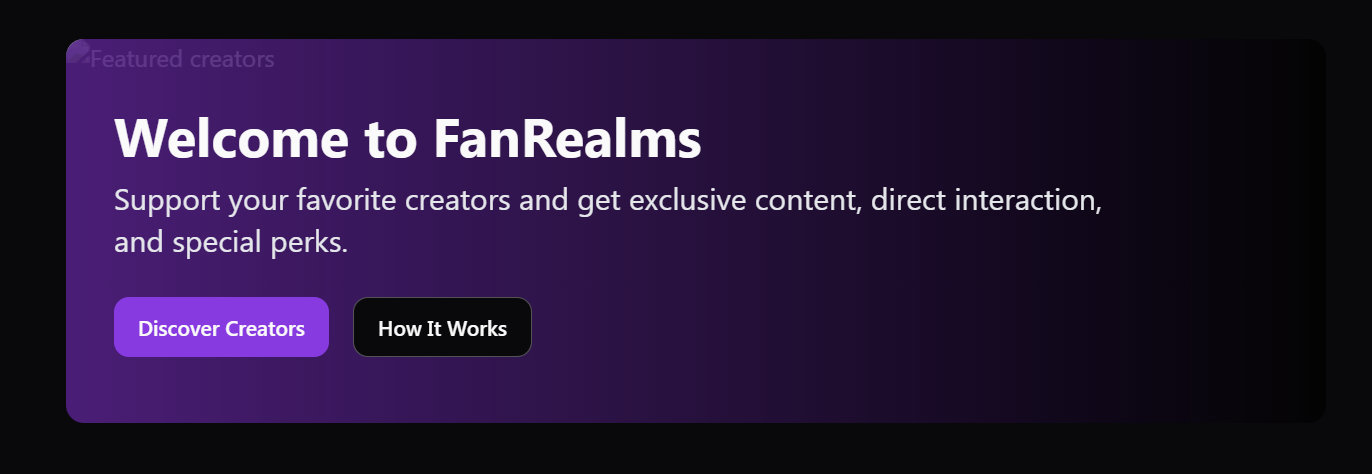 Featured creators
Welcome to FanRealms
Support your favorite creators and get exclusive content, direct interaction,
and special perks.
Discover Creators
How It Works